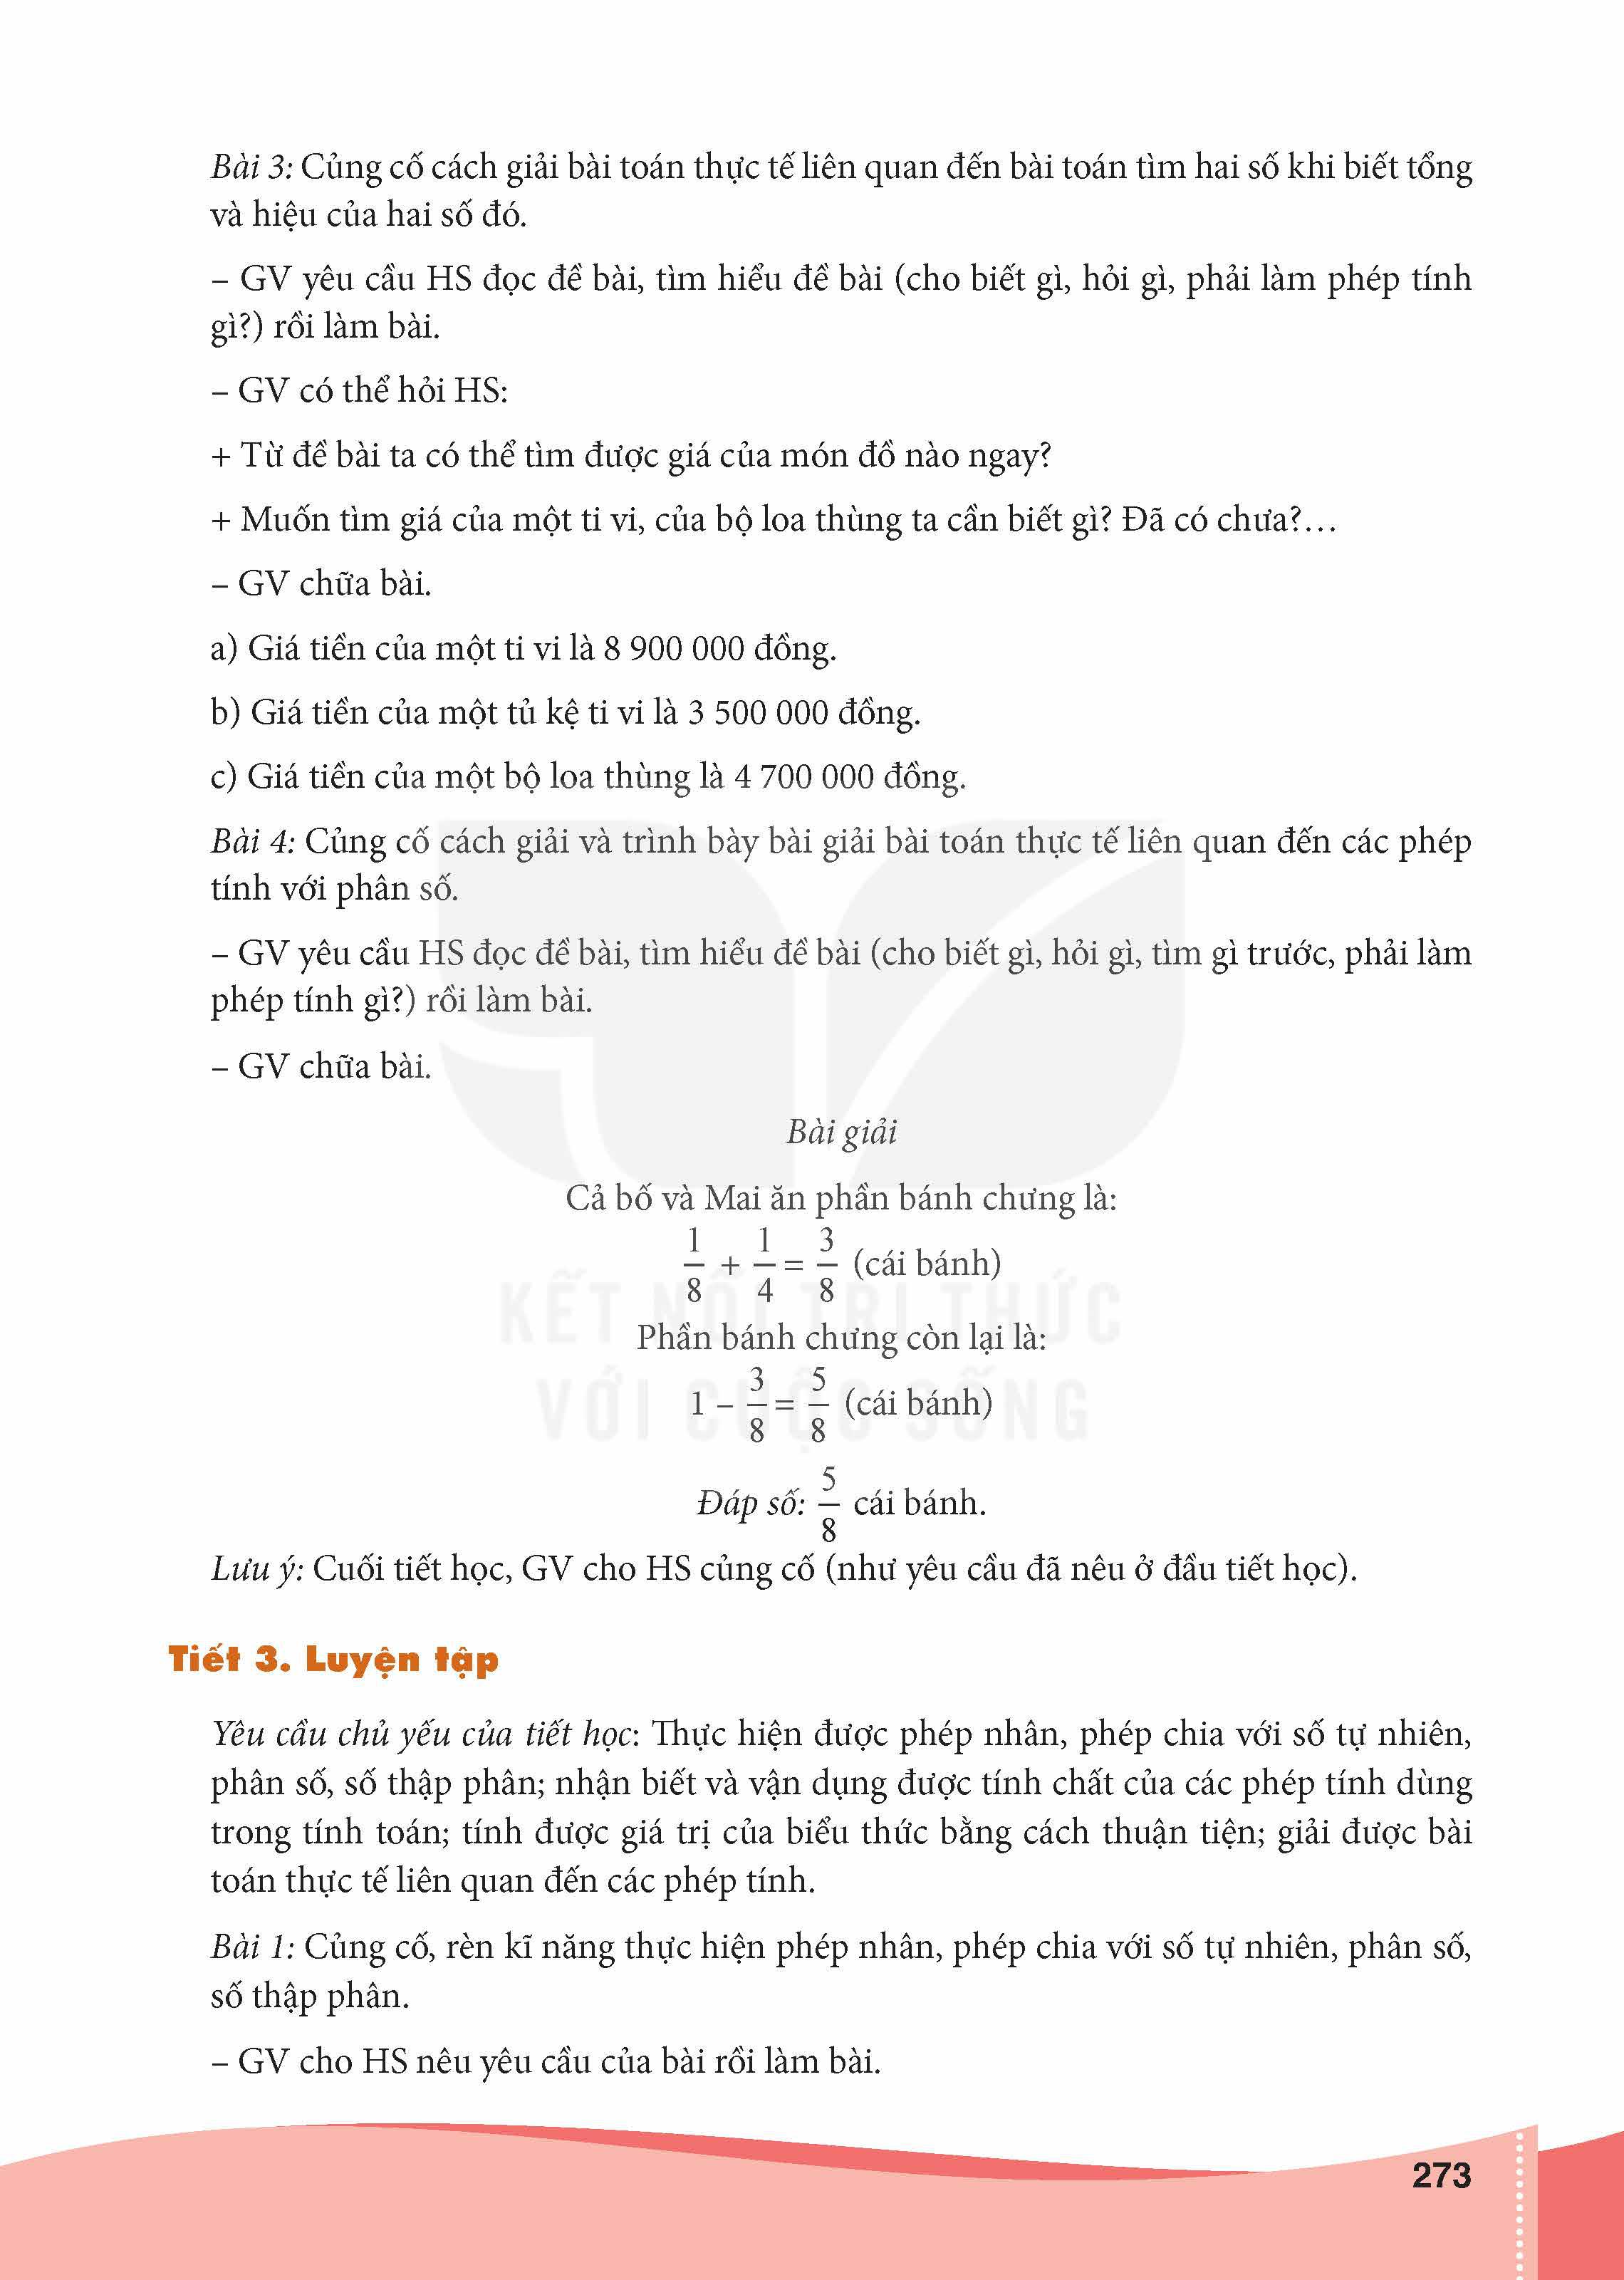 Bài 3: Củng cố cách giải bài toán thực tế liên quan đến bài toán tìm hai số khi biết tổng
và hiệu của hai số đó.
– GV yêu cầu HS đọc đề bài, tìm hiểu đề bài (cho biết gì, hỏi gì, phải làm phép tính
gì?) rồi làm bài.
– GV có thể hỏi HS:
+ Từ đề bài ta có thể tìm được giá của món đồ nào ngay?
+ Muốn tìm giá của một ti vi, của bộ loa thùng ta cần biết gì? Đã có chưa?…
– GV chữa bài.
a) Giá tiền của một ti vi là 8 900 000 đồng.
b) Giá tiền của một tủ kệ ti vi là 3 500 000 đồng.
c) Giá tiền của một bộ loa thùng là 4 700 000 đồng.
Bài 4: Củng cố cách giải và trình bày bài giải bài toán thực tế liên quan đến các phép
tính với phân số.
– GV yêu cầu HS đọc đề bài, tìm hiểu đề bài (cho biết gì, hỏi gì, tìm gì trước, phải làm
phép tính gì?) rồi làm bài.
– GV chữa bài.
Bài giải
Cả bố và Mai ăn phần bánh chưng là:
1/8 + 1/4 = 3/8 (cái bánh)
KẾT NỐI TRI THỨC
Phần bánh chưng còn lại là:
1 – 3/8 = 5/8 (cái bánh)
VỚI CUỘC SỐNG
Đáp số: 5/8 cái bánh.
Lưu ý: Cuối tiết học, GV cho HS củng cố (như yêu cầu đã nêu ở đầu tiết học).
Tiết 3. Luyện tập
Yêu cầu chủ yếu của tiết học: Thực hiện được phép nhân, phép chia với số tự nhiên,
phân số, số thập phân; nhận biết và vận dụng được tính chất của các phép tính dùng
trong tính toán; tính được giá trị của biểu thức bằng cách thuận tiện; giải được bài
toán thực tế liên quan đến các phép tính.
Bài 1: Củng cố, rèn kĩ năng thực hiện phép nhân, phép chia với số tự nhiên, phân số,
số thập phân.
– GV cho HS nêu yêu cầu của bài rồi làm bài.
273